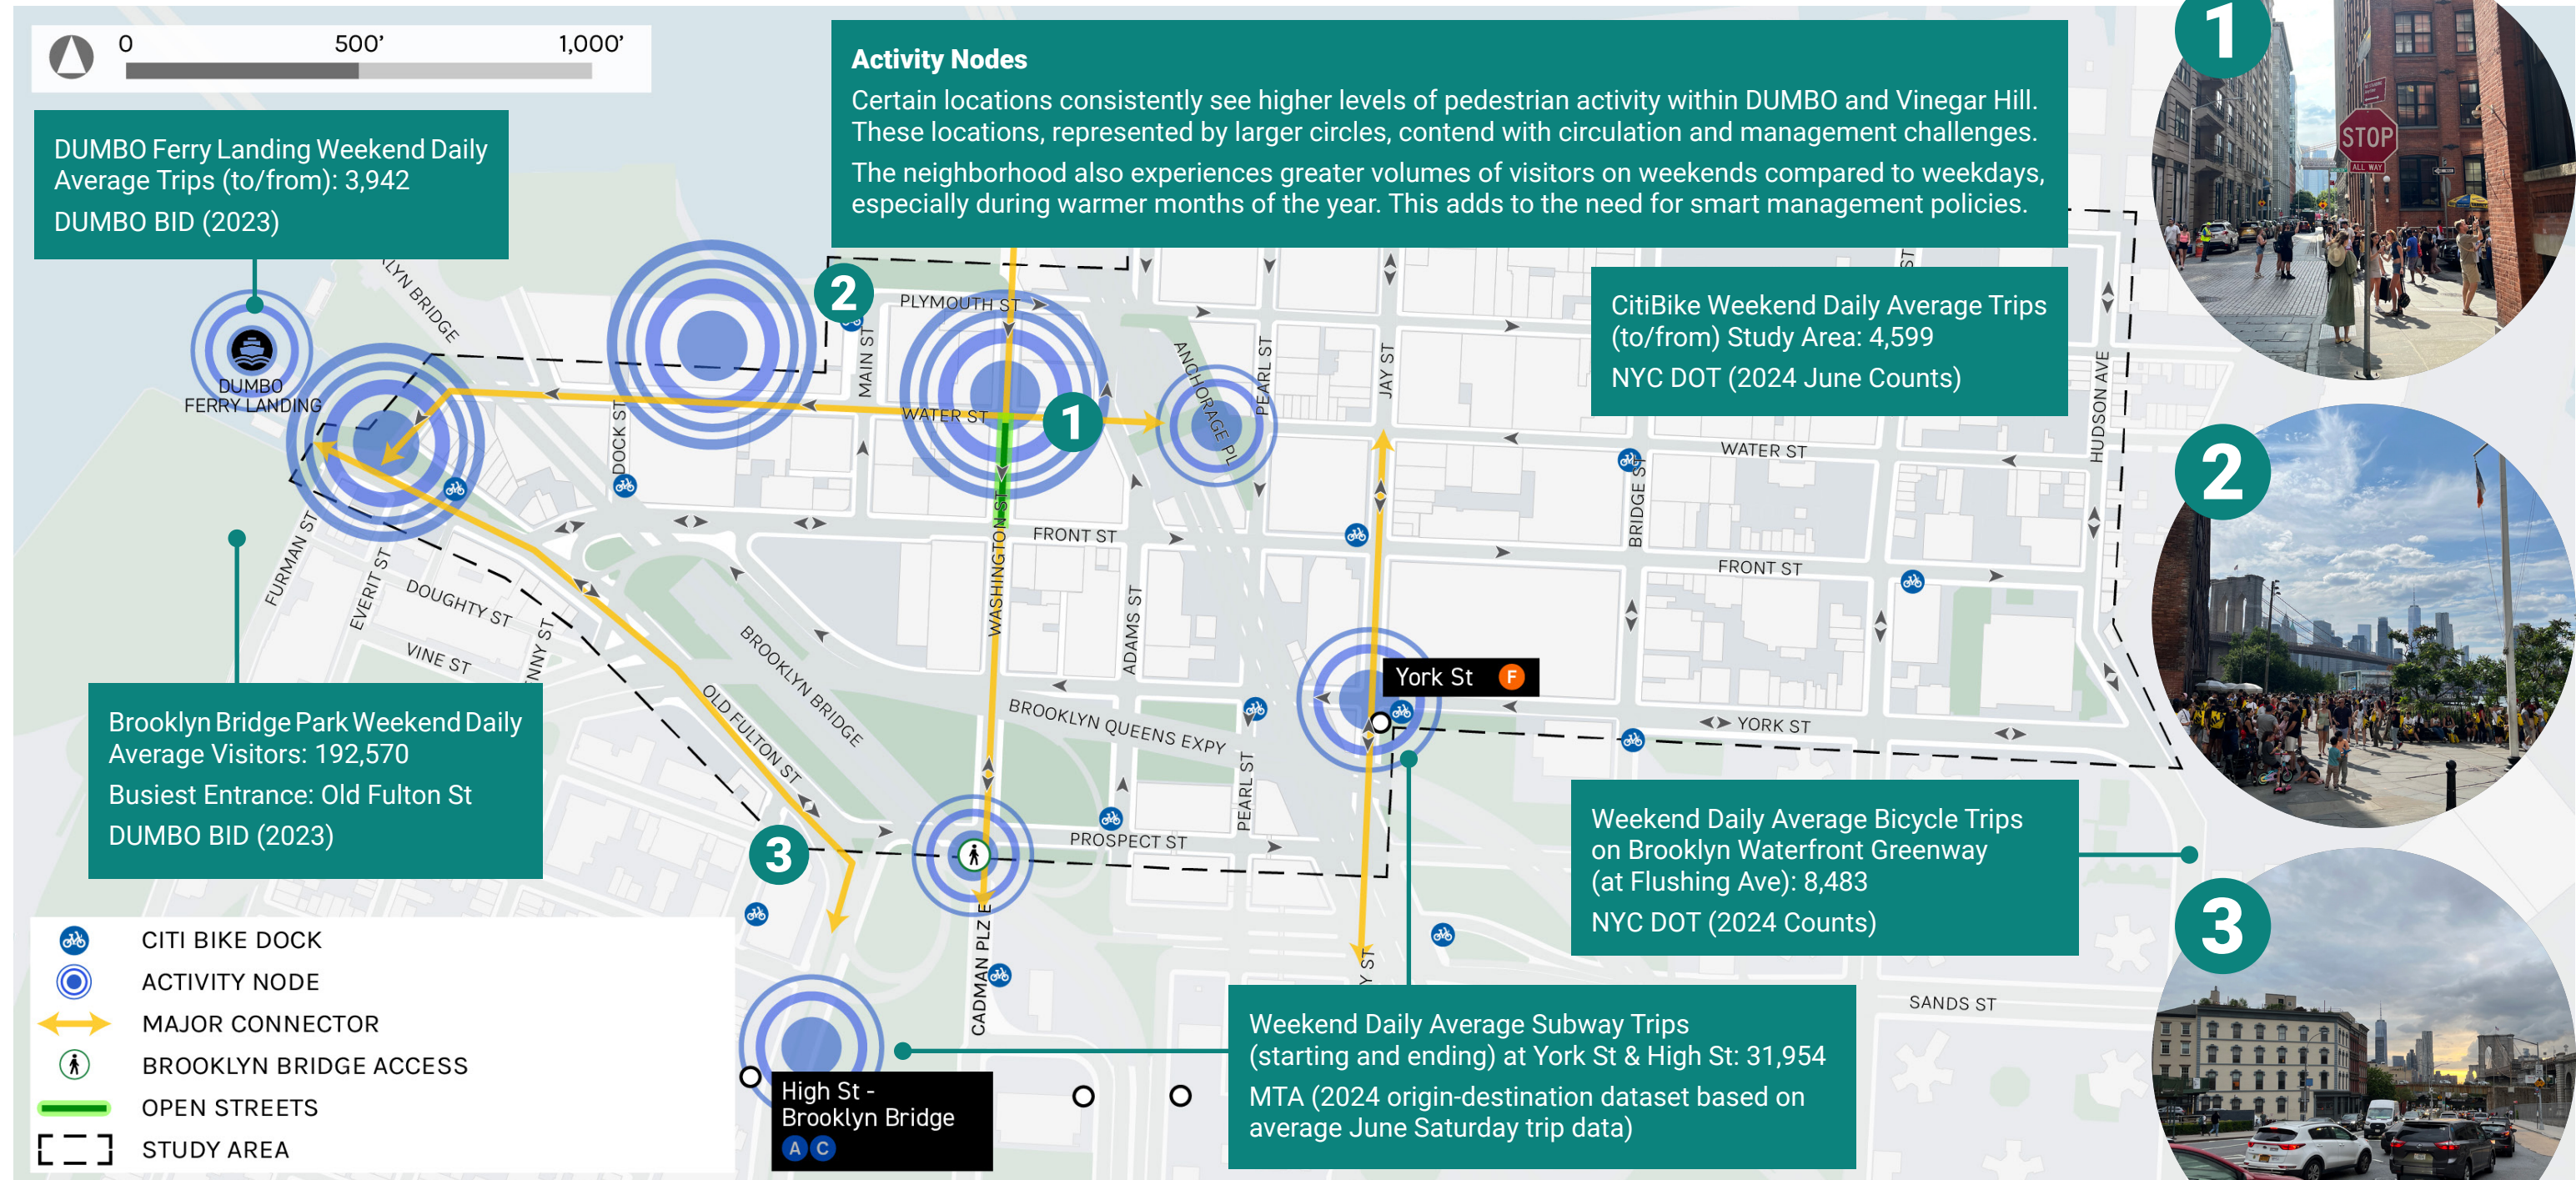 0 500’ 1,000’
DUMBO Ferry Landing Weekend Daily
Average Trips (to/from): 3,942
DUMBO BID (2023)
Activity Nodes
Certain locations consistently see higher levels of pedestrian activity within DUMBO and Vinegar Hill.
These locations, represented by larger circles, contend with circulation and management challenges.
The neighborhood also experiences greater volumes of visitors on weekends compared to weekdays,
especially during warmer months of the year. This adds to the need for smart management policies.
1
STOP
ALL WAY
CitiBike Weekend Daily Average Trips
(to/from) Study Area: 4,599
NYC DOT (2024 June Counts)
2
3
KLYN BRIDGE
DUMBO
FERRY LANDING
2
PLYMOUTH ST
MAIN ST
WATER ST
1
ANCHORAGE PL
PEARL ST
JAY ST
ST
HUDSON AVE
DOCK ST
WATER ST
BRIDGE ST
FURMAN ST
EVERIT ST
DOUGHTY ST
VINE ST
NNY ST
FRONT ST
WASHINGTON ST
ADAMS ST
FRONT ST
BROOKLYN BRIDGE
OLD FULTON ST
BROOKLYN QUEENS EXPY
York St F
YORK ST
PEARL ST
PROSPECT ST
3
CADMAN PLZ E
Y ST
SANDS ST
Brooklyn Bridge Park Weekend Daily
Average Visitors: 192,570
Busiest Entrance: Old Fulton St
DUMBO BID (2023)
Weekend Daily Average Bicycle Trips
on Brooklyn Waterfront Greenway
(at Flushing Ave): 8,483
NYC DOT (2024 Counts)
Weekend Daily Average Subway Trips
(starting and ending) at York St & High St: 31,954
MTA (2024 origin-destination dataset based on
average June Saturday trip data)
High St -
Brooklyn Bridge
A C
CITI BIKE DOCK
ACTIVITY NODE
MAJOR CONNECTOR
BROOKLYN BRIDGE ACCESS
OPEN STREETS
STUDY AREA